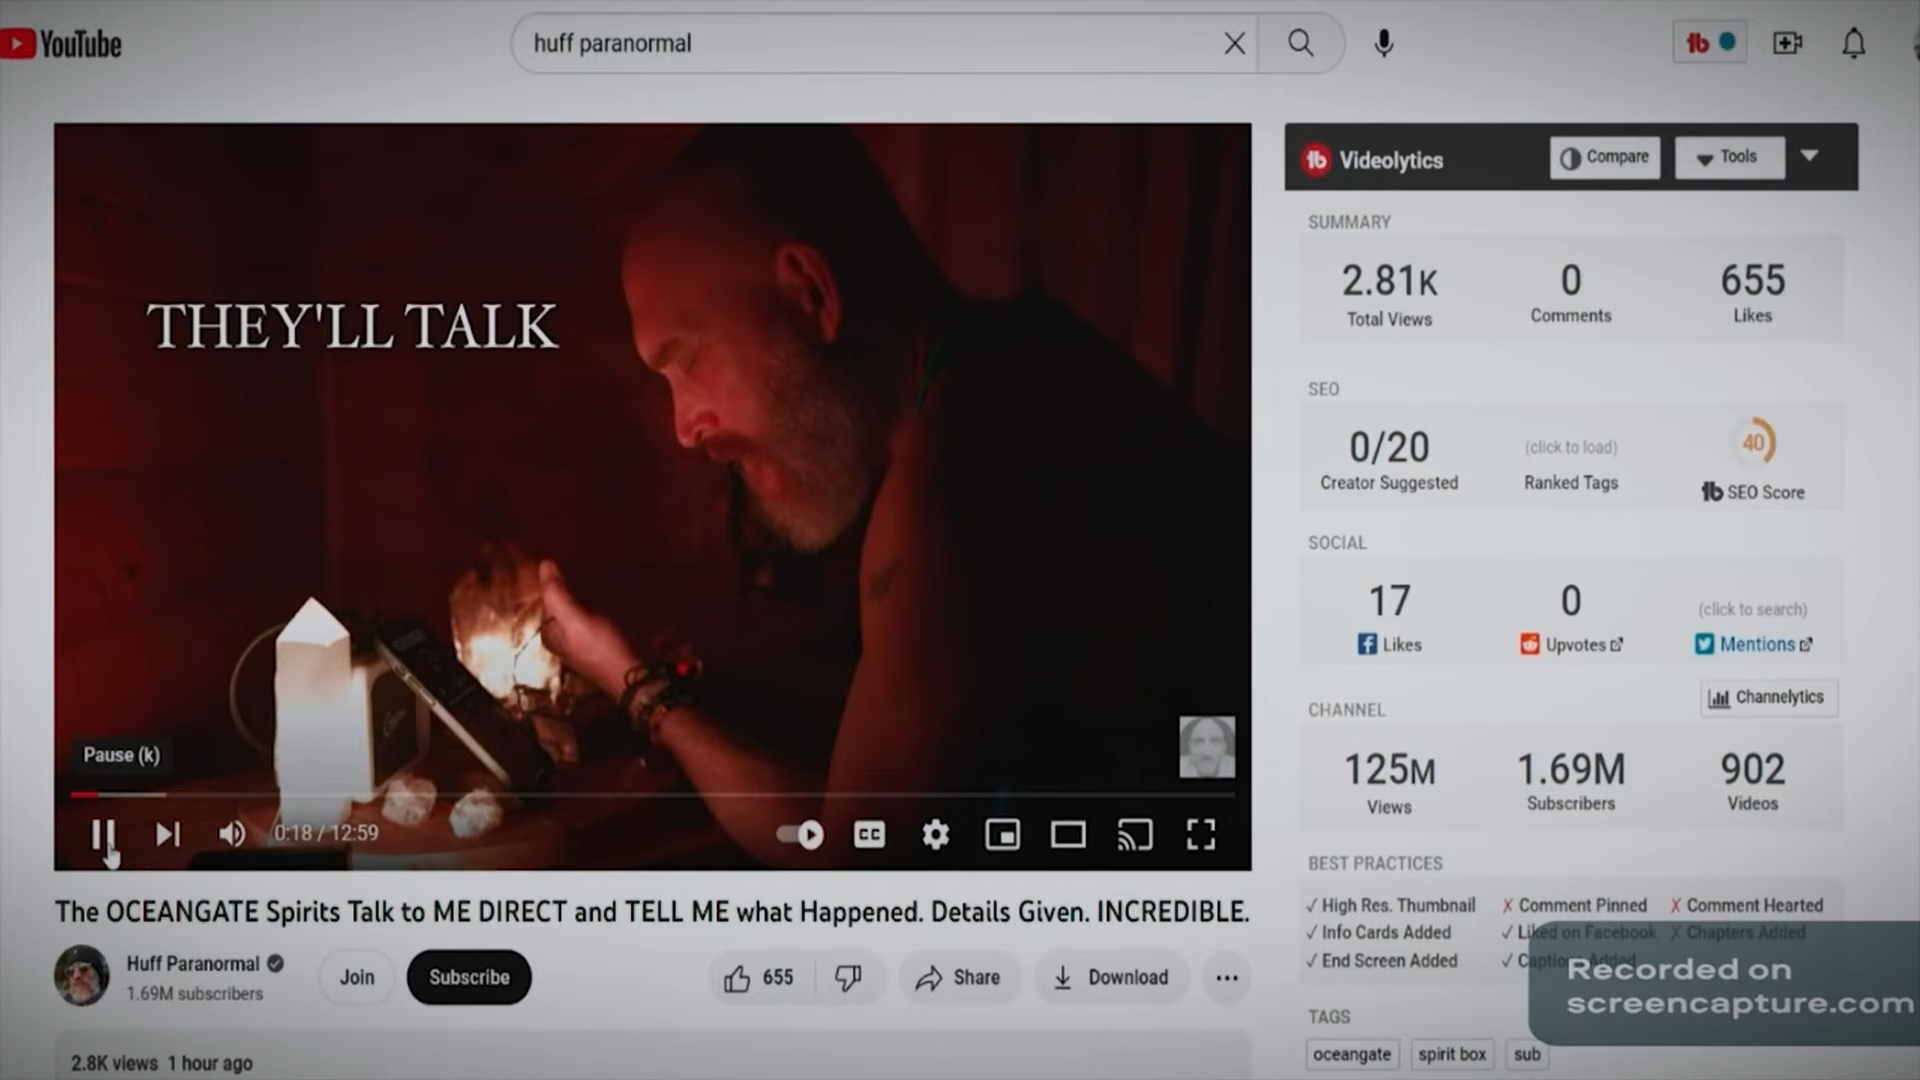 YouTube
huff paranormal
THEY'LL TALK
Pause (k)
0:18 / 12:59
CC
The OCEANGATE Spirits Talk to ME DIRECT and TELL ME what Happened. Details Given. INCREDIBLE.
Huff Paranormal
1.69M subscribers
Join
Subscribe
655
Share
Download
2.8K views 1 hour ago
Videolytics
Compare
Tools
SUMMARY
2.81K
Total Views
0
Comments
655
Likes
SEO
0/20
Creator Suggested
(click to load)
Ranked Tags
40
SEO Score
SOCIAL
17
Likes
0
Upvotes
(click to search)
Mentions
CHANNEL
Channelytics
125M
Views
1.69M
Subscribers
902
Videos
BEST PRACTICES
✓ High Res. Thumbnail ✗ Comment Pinned ✗ Comment Hearted
✓ Info Cards Added ✓ Liked on Facebook ✗ Chapters Added
✓ End Screen Added ✓ Captions Added
Recorded on
screencapture.com
TAGS
oceangate spirit box sub